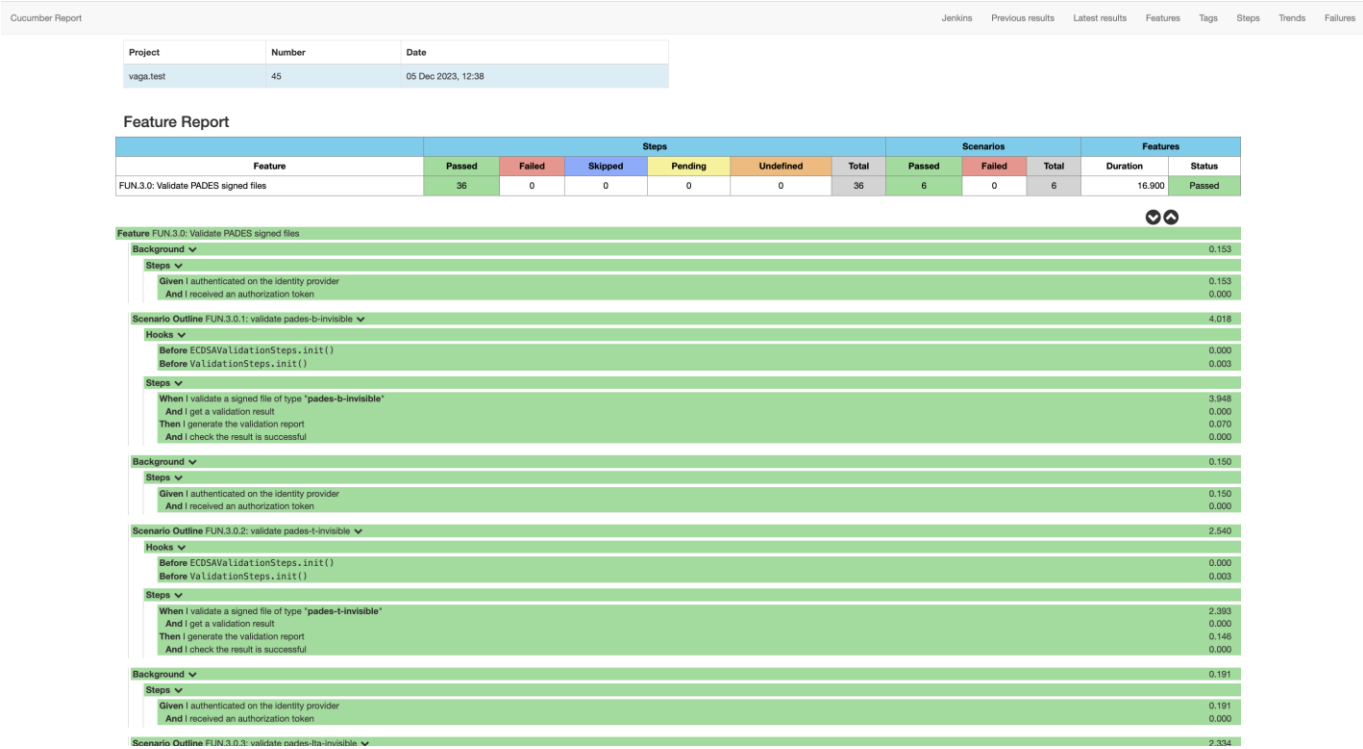 Cucumber Report Jenkins Previous results Latest results Features Tags Steps Trends Failures
Project Number Date
vaga.test 45 05 Dec 2023, 12:38
Feature Report
Steps Scenarios Features
Feature Passed Failed Skipped Pending Undefined Total Passed Failed Total Duration Status
FUN.3.0: Validate PADES signed files 36 0 0 0 0 36 6 0 6 16.900 Passed
Feature FUN.3.0: Validate PADES signed files
Background 0.153
Steps
Given I authenticated on the identity provider 0.153
And I received an authorization token 0.000
Scenario Outline FUN.3.0.1: validate pades-b-invisible 4.018
Hooks
Before ECDSAValidationSteps.init() 0.000
Before ValidationSteps.init() 0.003
Steps
When I validate a signed file of type "pades-b-invisible" 3.948
And I get a validation result 0.000
Then I generate the validation report 0.070
And I check the result is successful 0.000
Background 0.150
Steps
Given I authenticated on the identity provider 0.150
And I received an authorization token 0.000
Scenario Outline FUN.3.0.2: validate pades-t-invisible 2.540
Hooks
Before ECDSAValidationSteps.init() 0.000
Before ValidationSteps.init() 0.003
Steps
When I validate a signed file of type "pades-t-invisible" 2.393
And I get a validation result 0.000
Then I generate the validation report 0.146
And I check the result is successful 0.000
Background 0.191
Steps
Given I authenticated on the identity provider 0.191
And I received an authorization token 0.000
Scenario Outline FUN.3.0.3: validate pades-lta-invisible 2.334